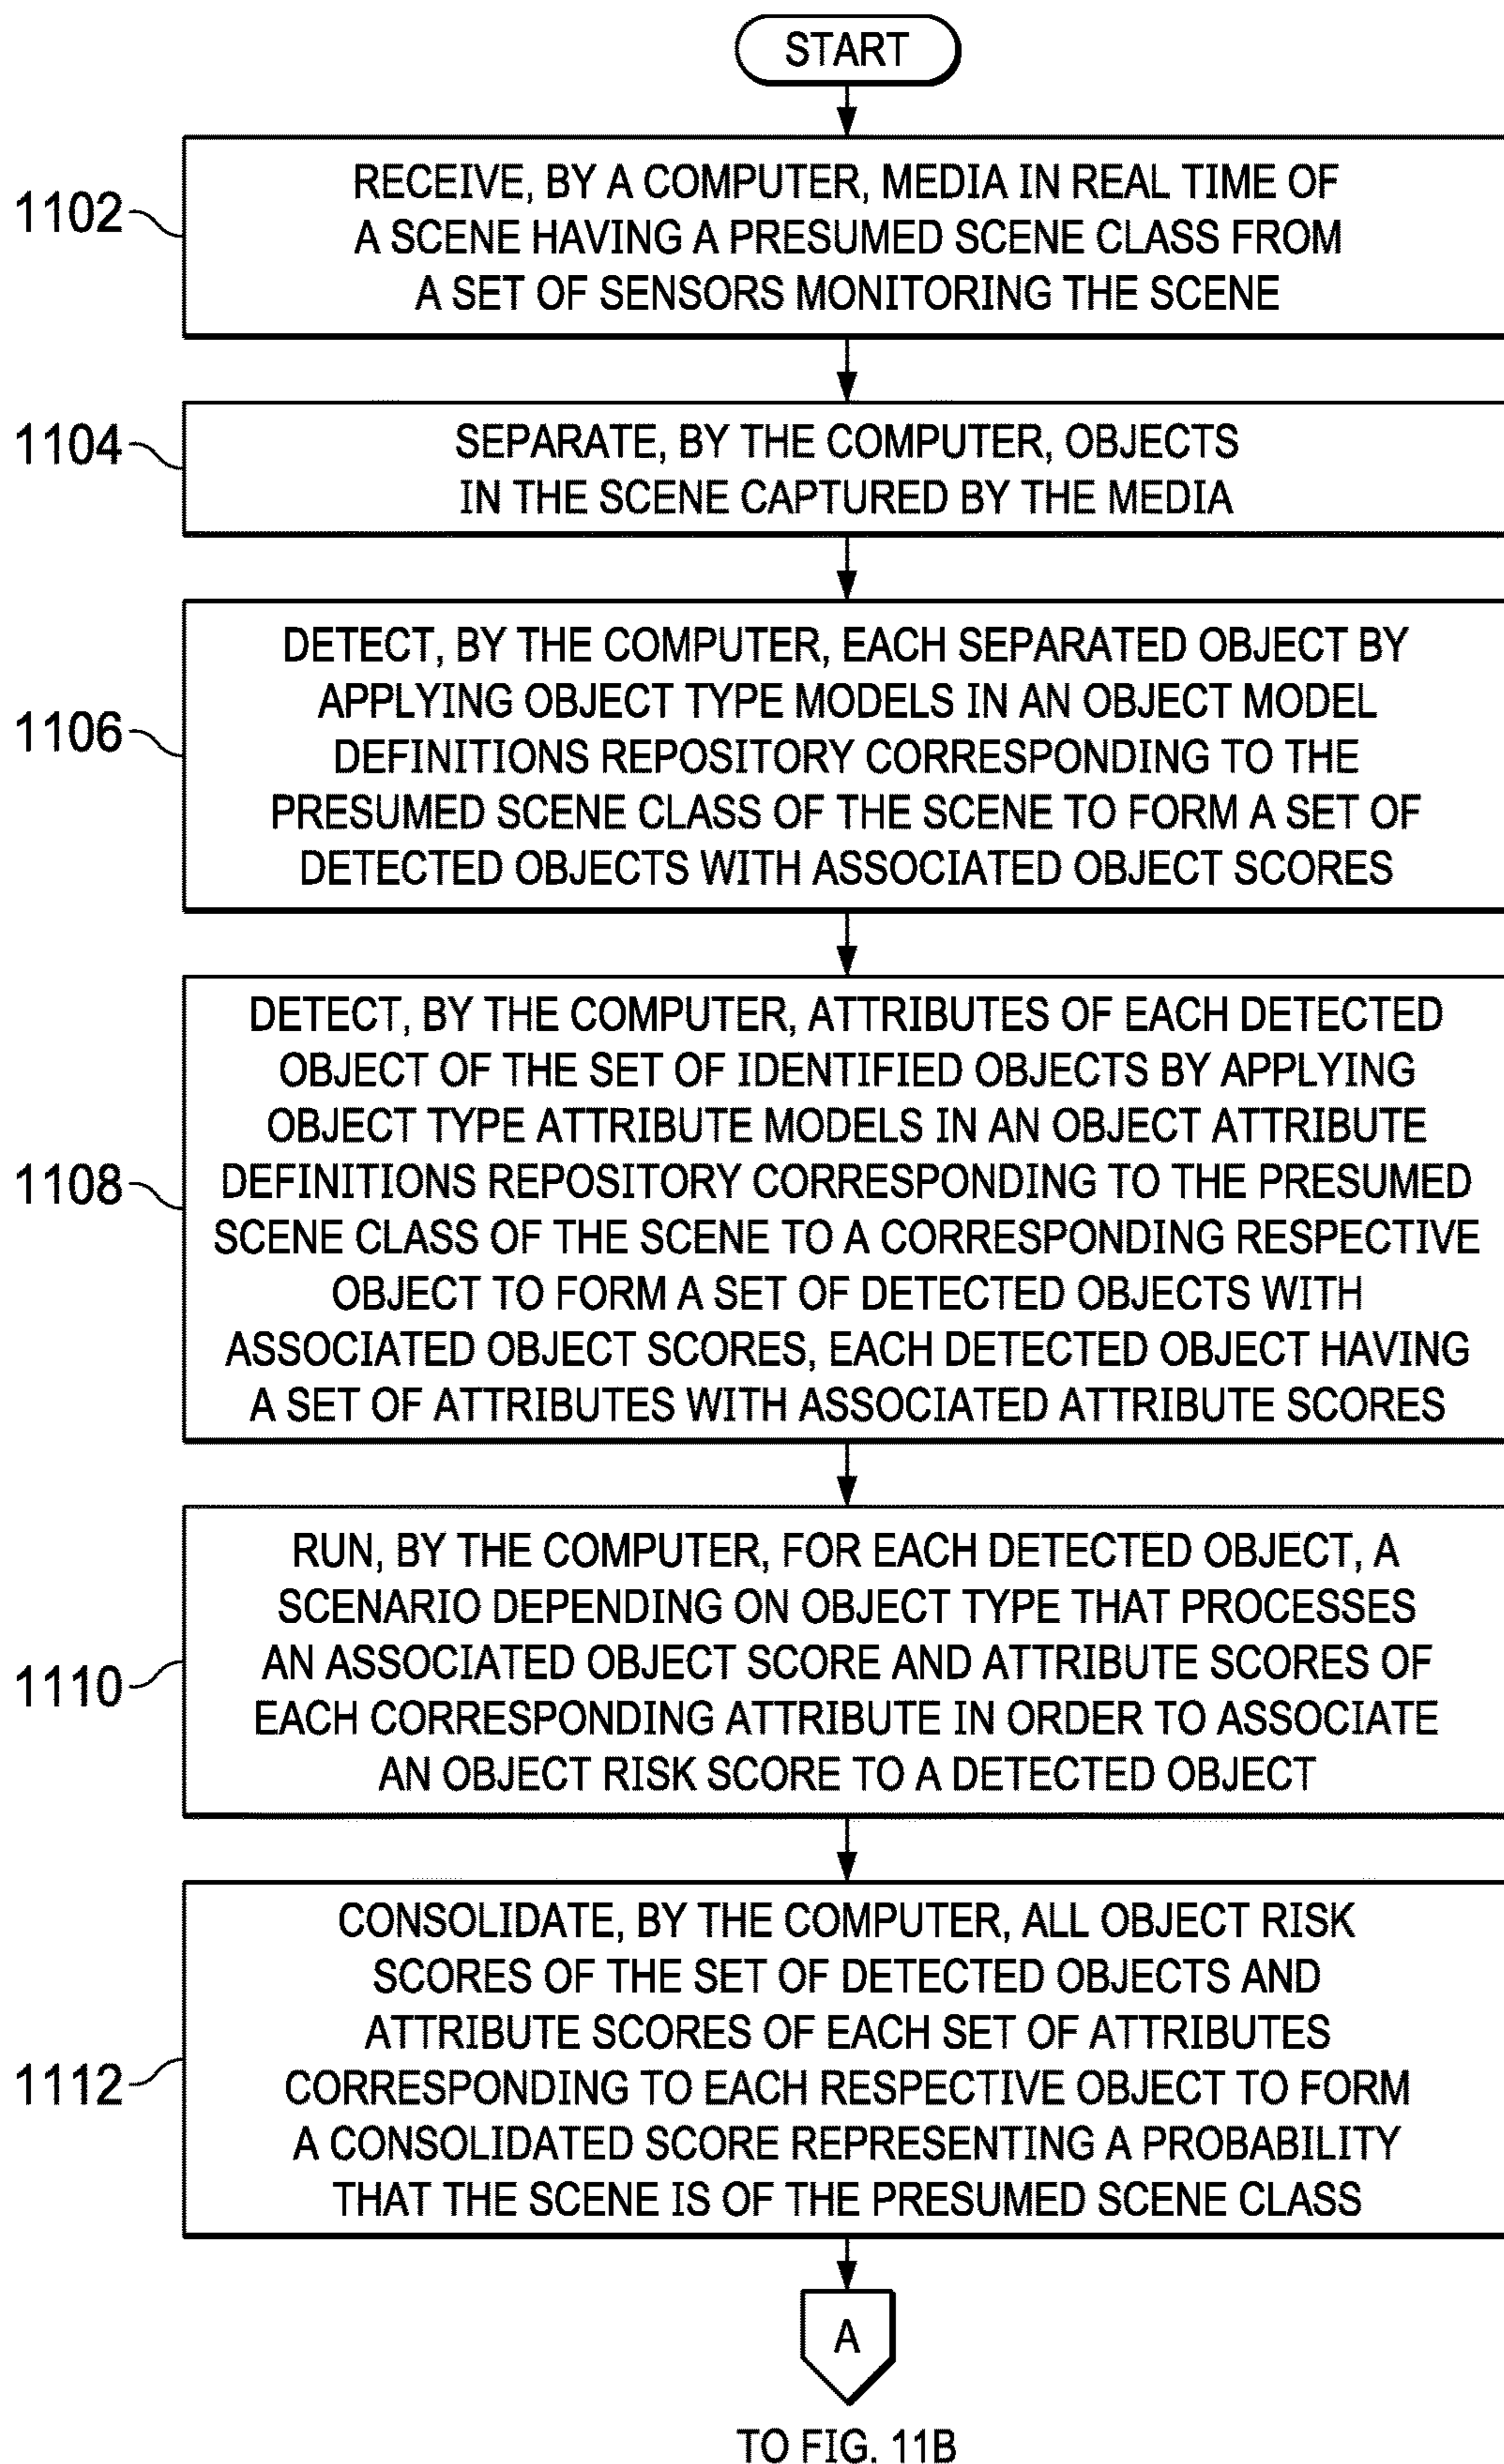 START
1102
RECEIVE, BY A COMPUTER, MEDIA IN REAL TIME OF
A SCENE HAVING A PRESUMED SCENE CLASS FROM
A SET OF SENSORS MONITORING THE SCENE
1104
SEPARATE, BY THE COMPUTER, OBJECTS
IN THE SCENE CAPTURED BY THE MEDIA
1106
DETECT, BY THE COMPUTER, EACH SEPARATED OBJECT BY
APPLYING OBJECT TYPE MODELS IN AN OBJECT MODEL
DEFINITIONS REPOSITORY CORRESPONDING TO THE
PRESUMED SCENE CLASS OF THE SCENE TO FORM A SET OF
DETECTED OBJECTS WITH ASSOCIATED OBJECT SCORES
1108
DETECT, BY THE COMPUTER, ATTRIBUTES OF EACH DETECTED
OBJECT OF THE SET OF IDENTIFIED OBJECTS BY APPLYING
OBJECT TYPE ATTRIBUTE MODELS IN AN OBJECT ATTRIBUTE
DEFINITIONS REPOSITORY CORRESPONDING TO THE PRESUMED
SCENE CLASS OF THE SCENE TO A CORRESPONDING RESPECTIVE
OBJECT TO FORM A SET OF DETECTED OBJECTS WITH
ASSOCIATED OBJECT SCORES, EACH DETECTED OBJECT HAVING
A SET OF ATTRIBUTES WITH ASSOCIATED ATTRIBUTE SCORES
1110
RUN, BY THE COMPUTER, FOR EACH DETECTED OBJECT, A
SCENARIO DEPENDING ON OBJECT TYPE THAT PROCESSES
AN ASSOCIATED OBJECT SCORE AND ATTRIBUTE SCORES OF
EACH CORRESPONDING ATTRIBUTE IN ORDER TO ASSOCIATE
AN OBJECT RISK SCORE TO A DETECTED OBJECT
1112
CONSOLIDATE, BY THE COMPUTER, ALL OBJECT RISK
SCORES OF THE SET OF DETECTED OBJECTS AND
ATTRIBUTE SCORES OF EACH SET OF ATTRIBUTES
CORRESPONDING TO EACH RESPECTIVE OBJECT TO FORM
A CONSOLIDATED SCORE REPRESENTING A PROBABILITY
THAT THE SCENE IS OF THE PRESUMED SCENE CLASS
A
TO FIG. 11B